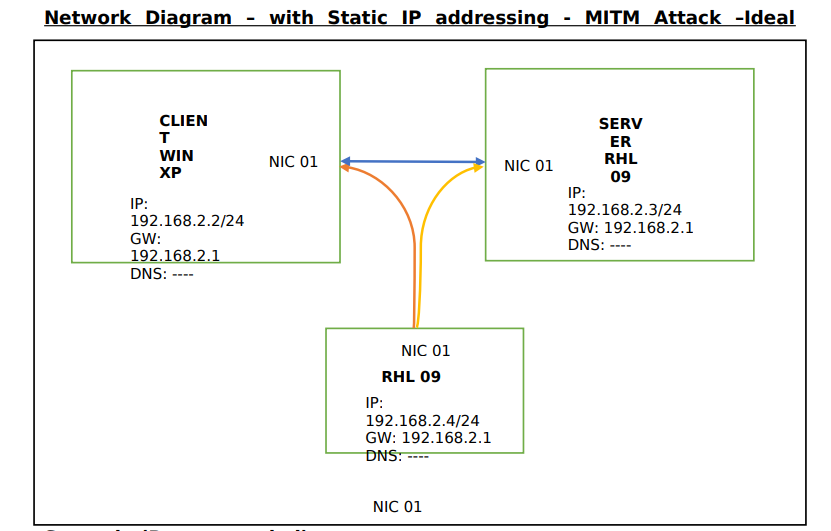 Network Diagram – with Static IP addressing - MITM Attack –Ideal
CLIEN
T
WIN
XP
NIC 01
IP:
192.168.2.2/24
GW:
192.168.2.1
DNS: ----
SERV
ER
RHL
09
NIC 01
IP:
192.168.2.3/24
GW: 192.168.2.1
DNS: ----
NIC 01
RHL 09
IP:
192.168.2.4/24
GW: 192.168.2.1
DNS: ----
NIC 01